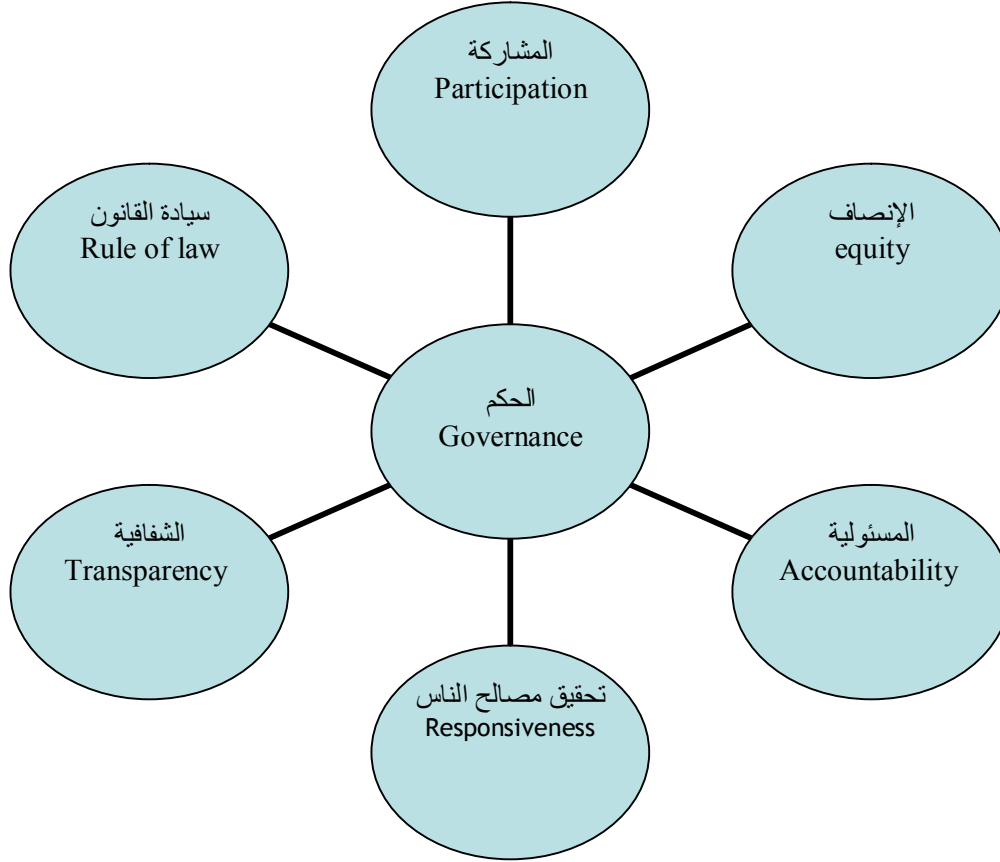 المشاركة
Participation
سيادة القانون
Rule of law
الإنصاف
equity
الحكم
Governance
الشفافية
Transparency
المسئولية
Accountability
تحقيق مصالح الناس
Responsiveness